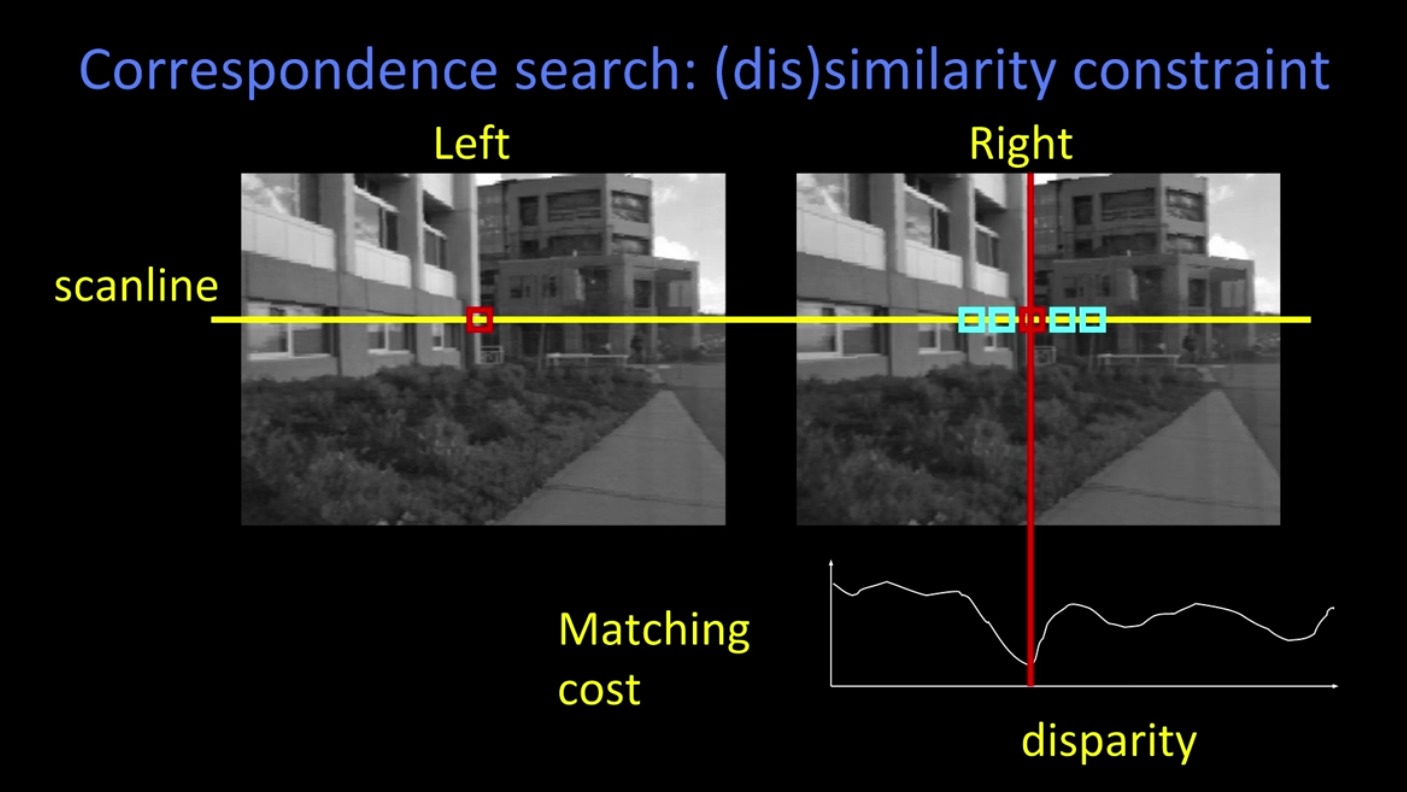 Correspondence search: (dis)similarity constraint
Left
Right
scanline
Matching
cost
disparity